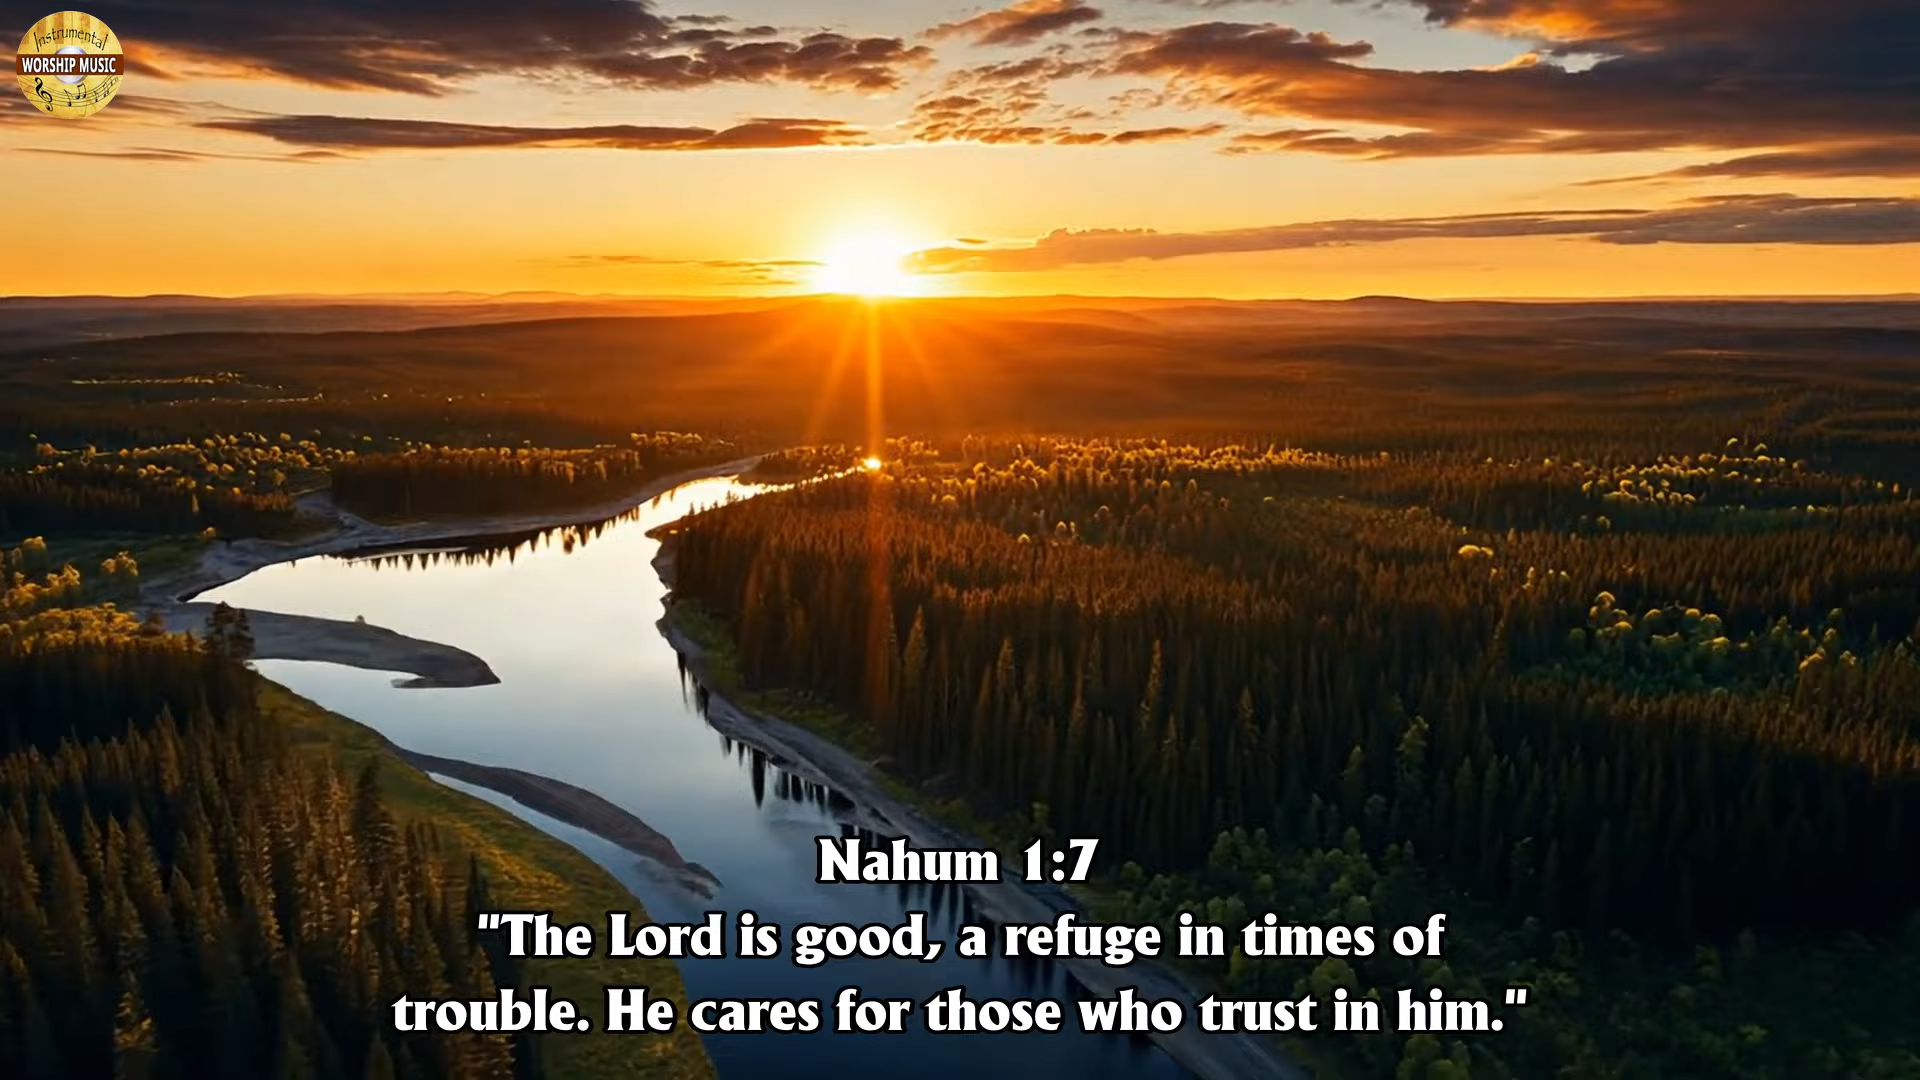 Instrumental
WORSHIP MUSIC
Nahum 1:7
"The Lord is good, a refuge in times of
trouble. He cares for those who trust in him."